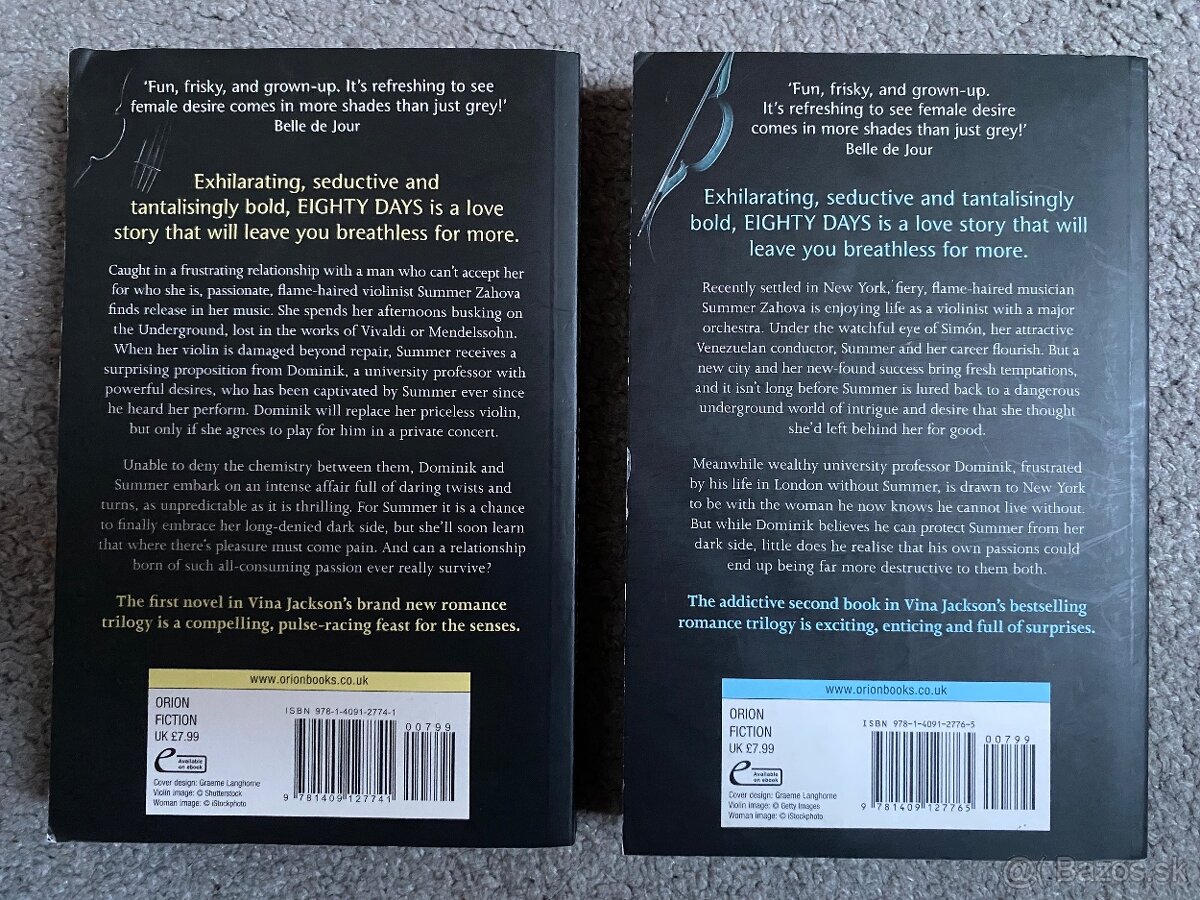 'Fun, frisky, and grown-up. It's refreshing to see
female desire comes in more shades than just grey!'
Belle de Jour
Exhilarating, seductive and
tantalisingly bold, EIGHTY DAYS is a love
story that will leave you breathless for more.
Caught in a frustrating relationship with a man who can't accept her
for who she is, passionate, flame-haired violinist Summer Zahova
finds release in her music. She spends her afternoons busking on
the Underground, lost in the works of Vivaldi or Mendelssohn.
When her violin is damaged beyond repair, Summer receives a
surprising proposition from Dominik, a university professor with
powerful desires, who has been captivated by Summer ever since
he heard her perform. Dominik will replace her priceless violin,
but only if she agrees to play for him in a private concert.
Unable to deny the chemistry between them, Dominik and
Summer embark on an intense affair full of daring twists and
turns, as unpredictable as it is thrilling. For Summer it is a chance
to finally embrace her long-denied dark side, but she'll soon learn
that where there's pleasure must come pain. And can a relationship
born of such all-consuming passion ever really survive?
The first novel in Vina Jackson's brand new romance
trilogy is a compelling, pulse-racing feast for the senses.
www.orionbooks.co.uk
ORION
FICTION
UK £7.99
e Available on ebook
ISBN 978-1-4091-2774-1
00799
9 781409 127741
Cover design: Graeme Langhorne
Violin image: © Shutterstock
Woman image: © iStockphoto
'Fun, frisky, and grown-up.
It's refreshing to see female desire
comes in more shades than just grey!'
Belle de Jour
Exhilarating, seductive and tantalisingly
bold, EIGHTY DAYS is a love story that will
leave you breathless for more.
Recently settled in New York, fiery, flame-haired musician
Summer Zahova is enjoying life as a violinist with a major
orchestra. Under the watchful eye of Simón, her attractive
Venezuelan conductor, Summer and her career flourish. But a
new city and her new-found success bring fresh temptations,
and it isn't long before Summer is lured back to a dangerous
underground world of intrigue and desire that she thought
she'd left behind her for good.
Meanwhile wealthy university professor Dominik, frustrated
by his life in London without Summer, is drawn to New York
to be with the woman he now knows he cannot live without.
But while Dominik believes he can protect Summer from her
dark side, little does he realise that his own passions could
end up being far more destructive to them both.
The addictive second book in Vina Jackson's bestselling
romance trilogy is exciting, enticing and full of surprises.
www.orionbooks.co.uk
ORION
FICTION
UK £7.99
e Available on ebook
ISBN 978-1-4091-2776-5
00799
9 781409 127765
Cover design: Graeme Langhorne
Violin image: © Getty Images
Woman image: © iStockphoto
@( Bazos.sk